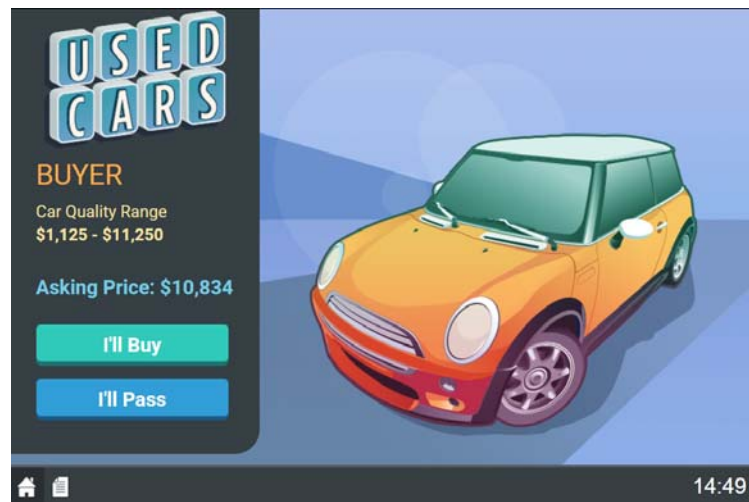 USED
CARS
BUYER
Car Quality Range
$1,125 - $11,250
Asking Price: $10,834
I'll Buy
I'll Pass
14:49